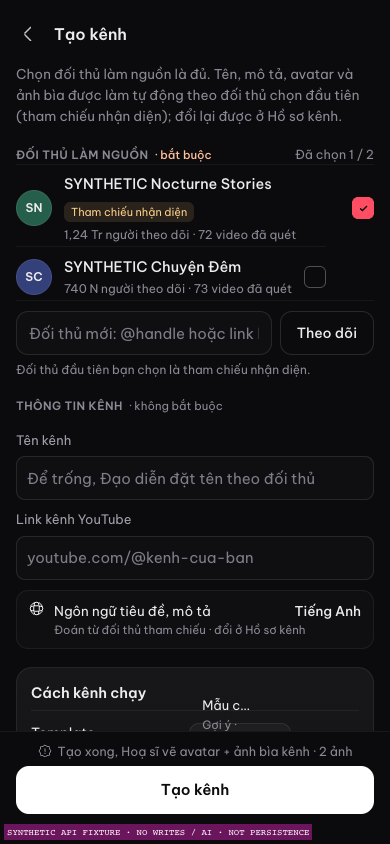 Tạo kênh
Chọn đối thủ làm nguồn là đủ. Tên, mô tả, avatar và
ảnh bìa được làm tự động theo đối thủ chọn đầu tiên
(tham chiếu nhận diện); đổi lại được ở Hồ sơ kênh.
ĐỐI THỦ LÀM NGUỒN · bắt buộc Đã chọn 1 / 2
SYNTHETIC Nocturne Stories
SN
Tham chiếu nhận diện
1,24 Tr người theo dõi · 72 video đã quét
SYNTHETIC Chuyện Đêm
SC
740 N người theo dõi · 73 video đã quét
Đối thủ mới: @handle hoặc link Theo dõi
Đối thủ đầu tiên bạn chọn là tham chiếu nhận diện.
THÔNG TIN KÊNH · không bắt buộc
Tên kênh
Để trống, Đạo diễn đặt tên theo đối thủ
Link kênh YouTube
youtube.com/@kenh-cua-ban
Ngôn ngữ tiêu đề, mô tả Tiếng Anh
Đoán từ đối thủ tham chiếu · đổi ở Hồ sơ kênh
Cách kênh chạy
Mẫu c...
Gợi ý ·
Template
Tạo xong, Hoạ sĩ vẽ avatar + ảnh bìa kênh · 2 ảnh
Tạo kênh
SYNTHETIC API FIXTURE · NO WRITES / AI · NOT PERSISTENCE